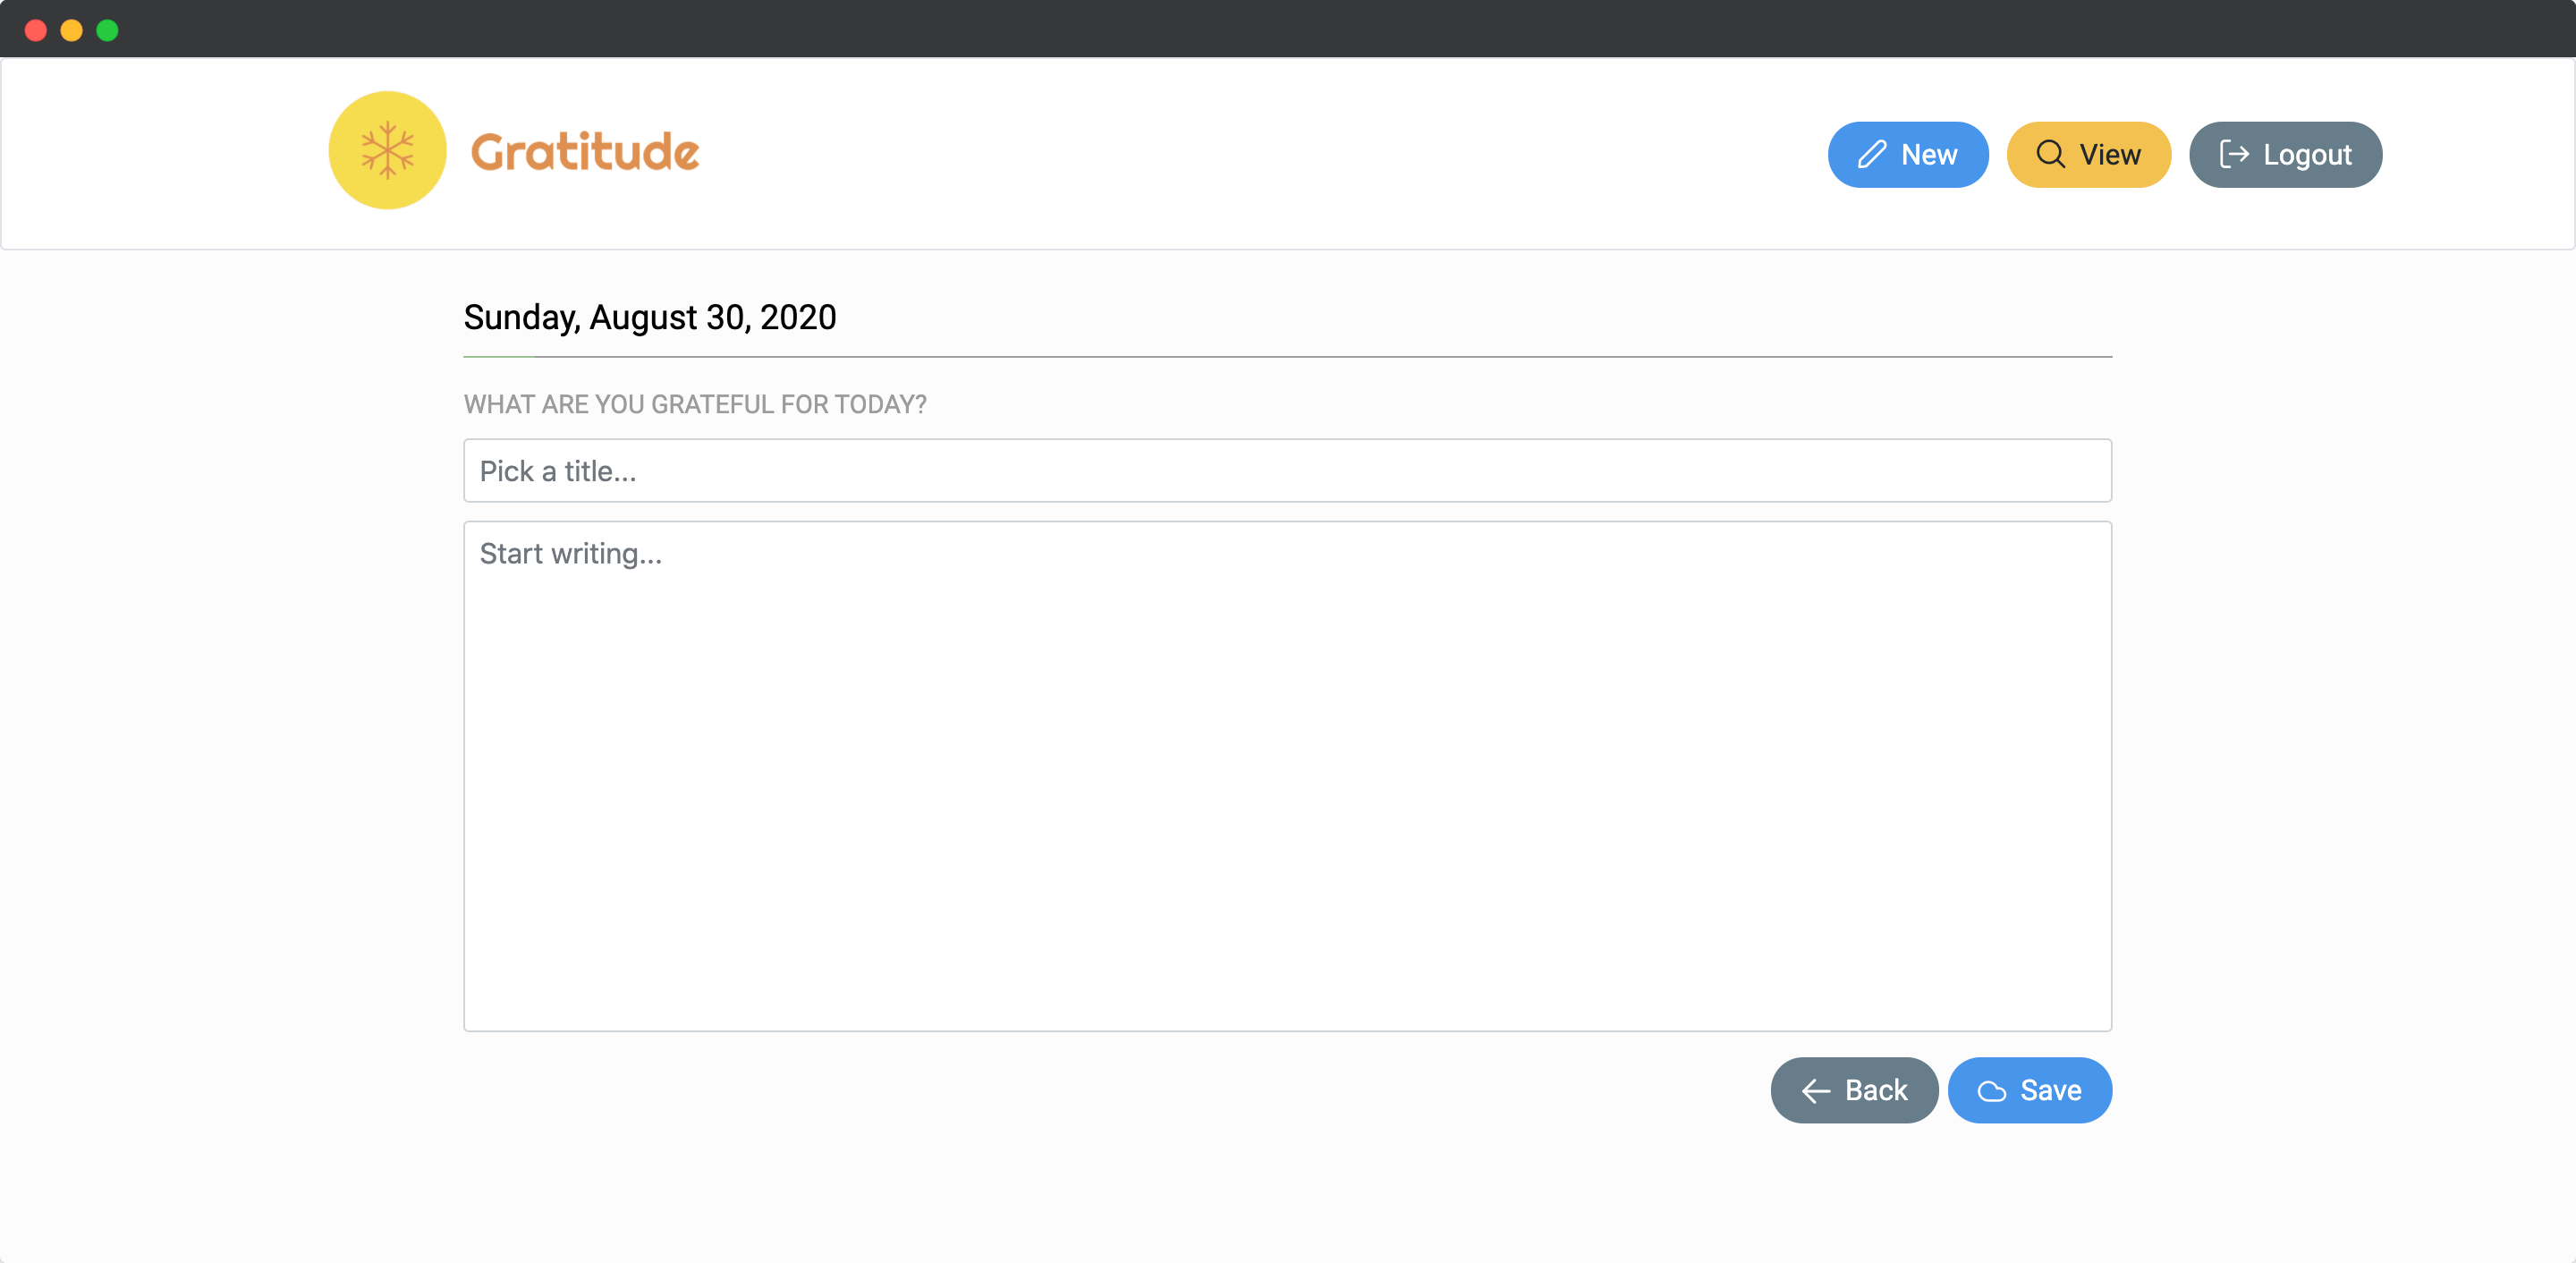 Gratitude
New
View
Logout
Sunday, August 30, 2020
WHAT ARE YOU GRATEFUL FOR TODAY?
Pick a title...
Start writing...
Back
Save